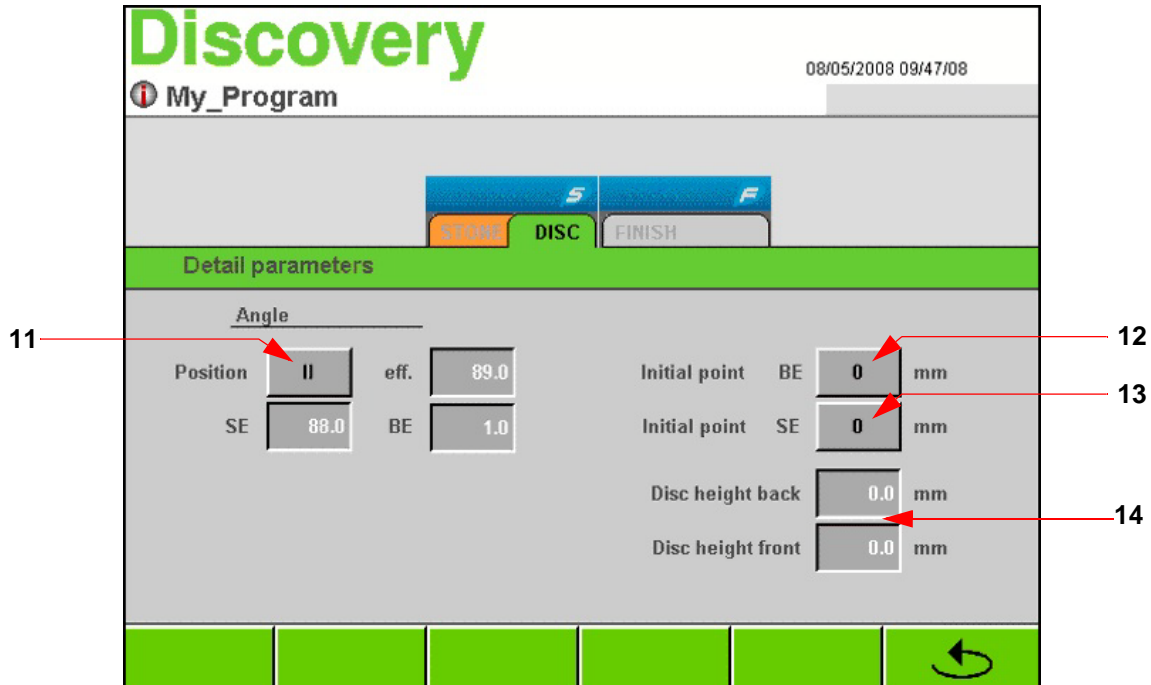 Discovery
08/05/2008 09/47/08
My_Program
S
F
STONE
DISC
FINISH
Detail parameters
Angle
11
Position II eff. 89.0
SE 88.0 BE 1.0
Initial point BE 0 mm
12
Initial point SE 0 mm
13
Disc height back 0.0 mm
14
Disc height front 0.0 mm